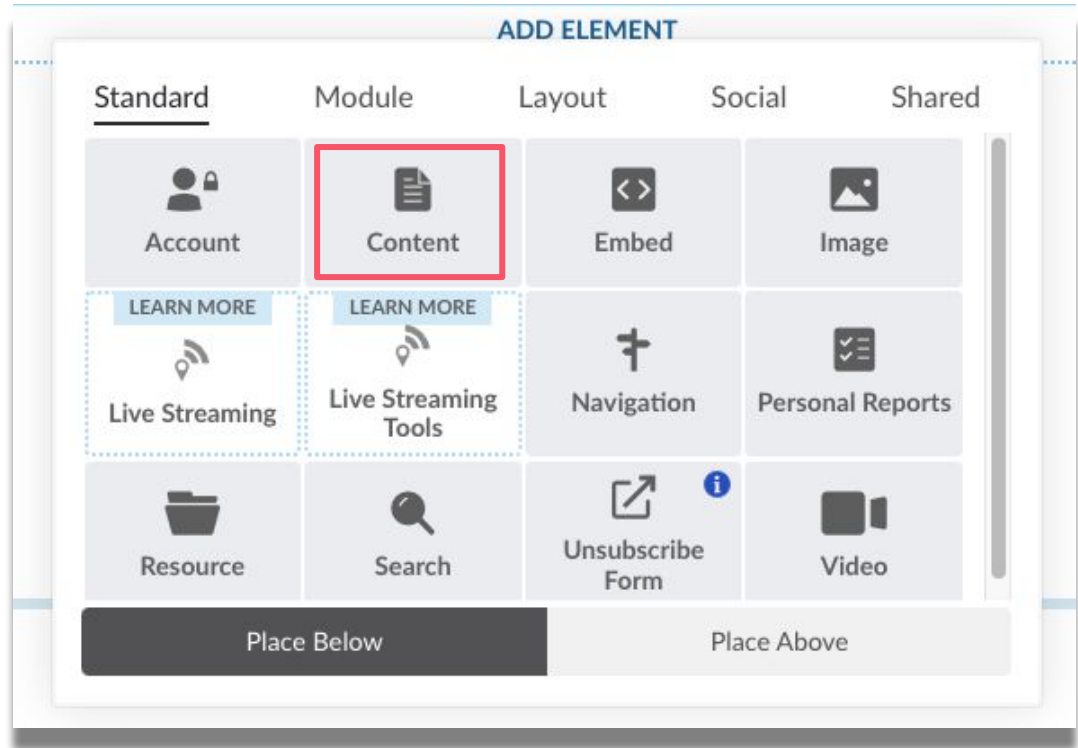 ADD ELEMENT
Standard Module Layout Social Shared
Account Content Embed Image
LEARN MORE LEARN MORE
Live Streaming
Live Streaming
Tools
Navigation Personal Reports
Resource Search
Unsubscribe
Form
i
Video
Place Below Place Above